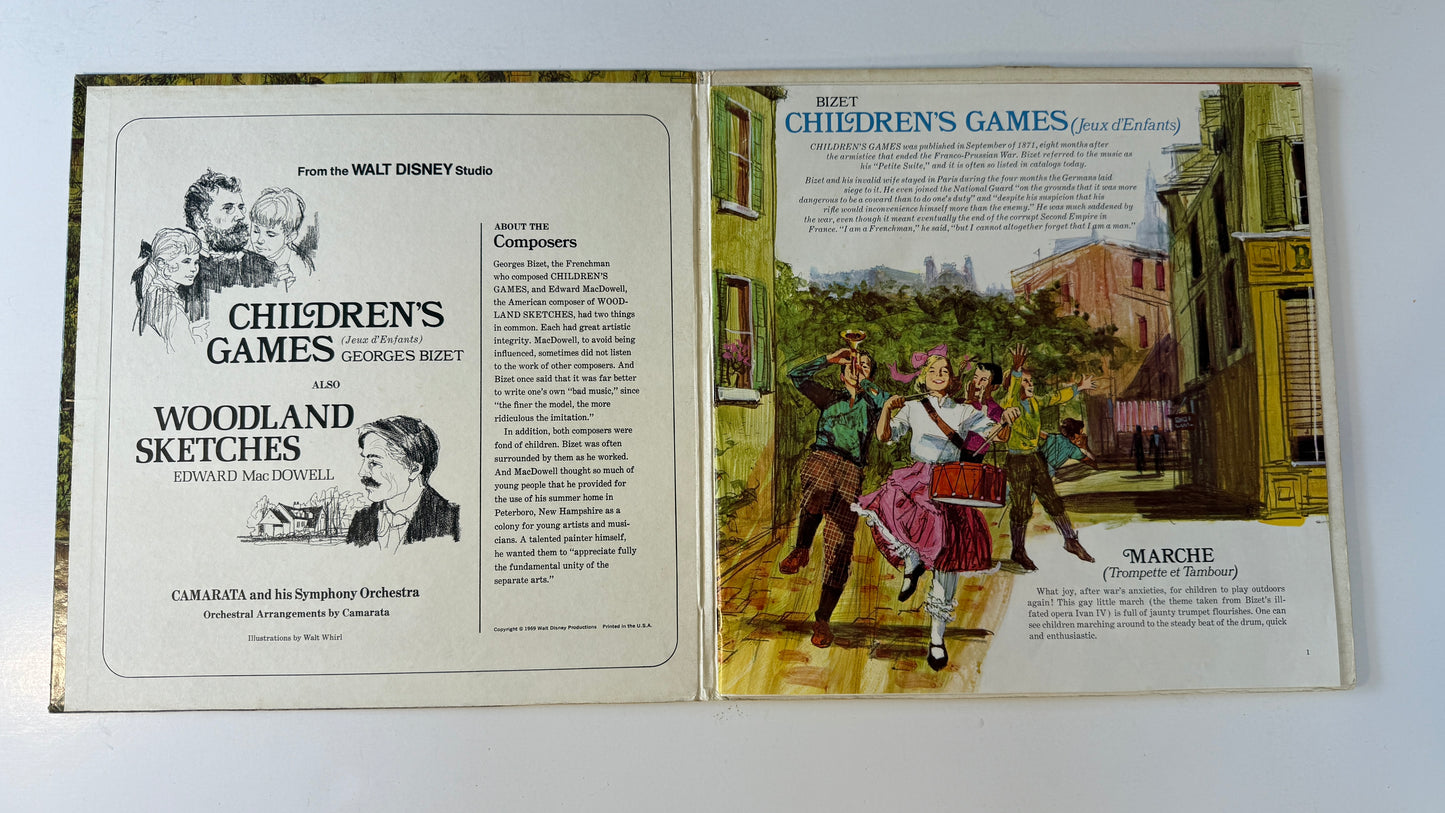 From the WALT DISNEY Studio
CHILDREN'S
GAMES
(Jeux d'Enfants)
GEORGES BIZET
ALSO
WOODLAND
SKETCHES
EDWARD Mac DOWELL
CAMARATA and his Symphony Orchestra
Orchestral Arrangements by Camarata
Illustrations by Walt Whirl
ABOUT THE
Composers
Georges Bizet, the Frenchman
who composed CHILDREN'S
GAMES, and Edward MacDowell,
the American composer of WOOD-
LAND SKETCHES, had two things
in common. Each had great artistic
integrity. MacDowell, to avoid being
influenced, sometimes did not listen
to the work of other composers. And
Bizet once said that it was far better
to write one's own "bad music," since
"the finer the model, the more
ridiculous the imitation."
In addition, both composers were
fond of children. Bizet was often
surrounded by them as he worked.
And MacDowell thought so much of
young people that he provided for
the use of his summer home in
Peterboro, New Hampshire as a
colony for young artists and musi-
cians. A talented painter himself,
he wanted them to "appreciate fully
the fundamental unity of the
separate arts."
Copyright © 1969 Walt Disney Productions Printed in the U.S.A.
BIZET
CHILDREN'S GAMES (Jeux d'Enfants)
CHILDREN'S GAMES was published in September of 1871, eight months after
the armistice that ended the Franco-Prussian War. Bizet referred to the music as
his "Petite Suite," and it is often so listed in catalogs today.
Bizet and his invalid wife stayed in Paris during the four months the Germans laid
siege to it. He even joined the National Guard "on the grounds that it was more
dangerous to be a coward than to do one's duty" and "despite his suspicion that his
rifle would inconvenience himself more than the enemy." He was much saddened by
the war, even though it meant eventually the end of the corrupt Second Empire in
France. "I am a Frenchman," he said, "but I cannot altogether forget that I am a man."
MARCHE
(Trompette et Tambour)
What joy, after war's anxieties, for children to play outdoors
again! This gay little march (the theme taken from Bizet's ill-
fated opera Ivan IV) is full of jaunty trumpet flourishes. One can
see children marching around to the steady beat of the drum, quick
and enthusiastic.
1